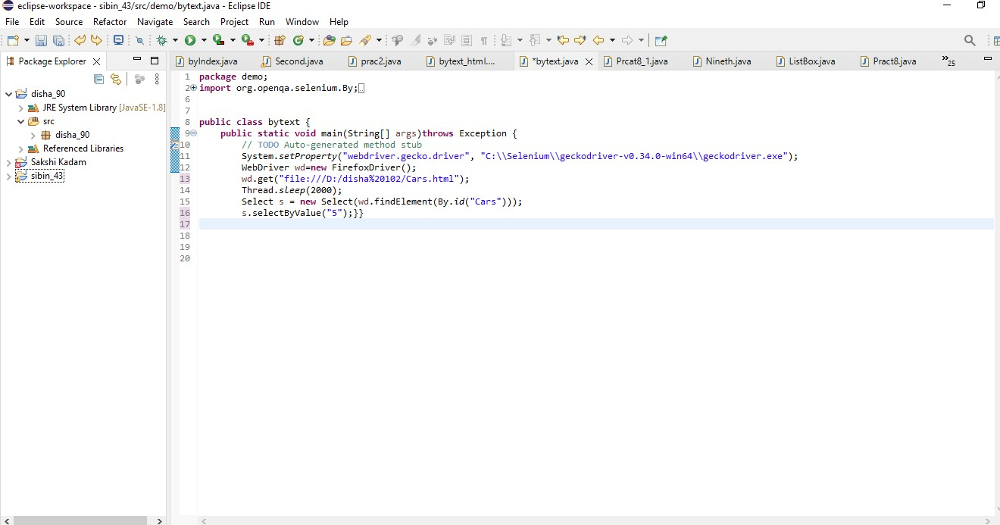 eclipse-workspace - sibin_43/src/demo/bytext.java - Eclipse IDE
File Edit Source Refactor Navigate Search Project Run Window Help
Package Explorer
byIndex.java Second.java prac2.java bytext_html.... *bytext.java Prcat8_1.java Nineth.java ListBox.java Pract8.java »25
disha_90
JRE System Library [JavaSE-1.8]
src
disha_90
Referenced Libraries
Sakshi Kadam
sibin_43
1 package demo;
2 import org.openqa.selenium.By;
6
7
8 public class bytext {
9 public static void main(String[] args)throws Exception {
10 // TODO Auto-generated method stub
11 System.setProperty("webdriver.gecko.driver", "C:\\Selenium\\geckodriver-v0.34.0-win64\\geckodriver.exe");
12 WebDriver wd=new FirefoxDriver();
13 wd.get("file:///D:/disha%20102/Cars.html");
14 Thread.sleep(2000);
15 Select s = new Select(wd.findElement(By.id("Cars")));
16 s.selectByValue("5");}}
17
18
19
20